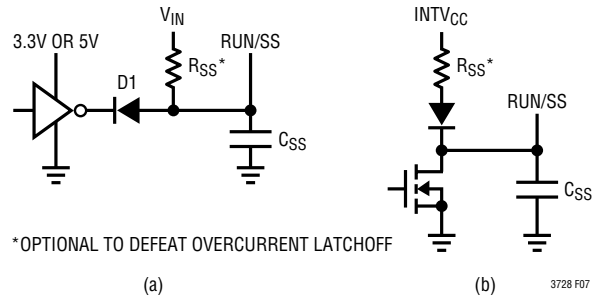 V_IN
INTV_CC
3.3V OR 5V
RUN/SS
R_SS*
R_SS*
D1
RUN/SS
C_SS
C_SS
*OPTIONAL TO DEFEAT OVERCURRENT LATCHOFF
(a)
(b)
3728 F07